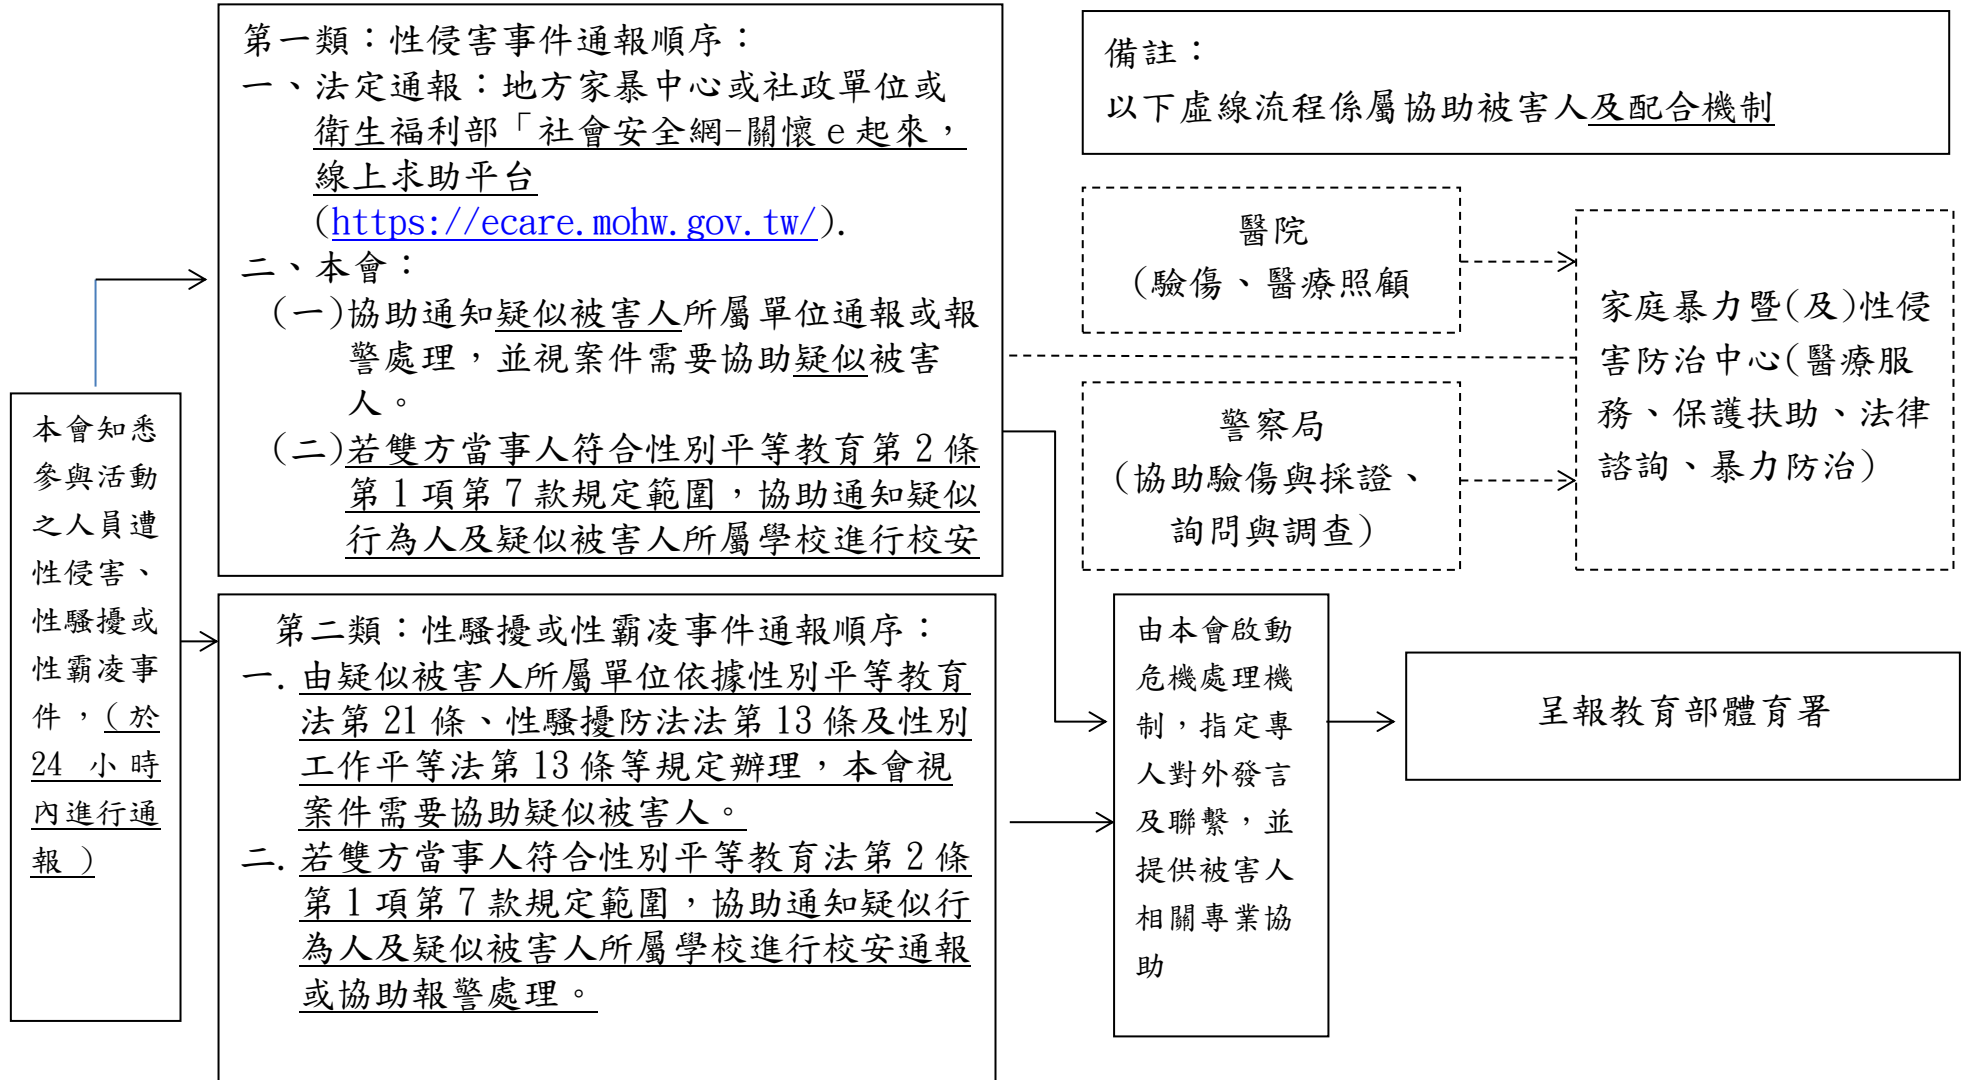 第一類：性侵害事件通報順序：
一、法定通報：地方家暴中心或社政單位或
衛生福利部「社會安全網-關懷 e 起來，
線上求助平台
(https://ecare.mohw.gov.tw/).
二、本會：
(一)協助通知疑似被害人所屬單位通報或報
警處理，並視案件需要協助疑似被害
人。
(二)若雙方當事人符合性別平等教育第 2 條
第 1 項第 7 款規定範圍，協助通知疑似
行為人及疑似被害人所屬學校進行校安
備註：
以下虛線流程係屬協助被害人及配合機制
醫院
(驗傷、醫療照顧
警察局
(協助驗傷與採證、
詢問與調查)
家庭暴力暨(及)性侵
害防治中心(醫療服
務、保護扶助、法律
諮詢、暴力防治)
本會知悉
參與活動
之人員遭
性侵害、
性騷擾或
性霸凌事
件，(於
24 小時
內進行通
報 )
第二類：性騷擾或性霸凌事件通報順序：
一. 由疑似被害人所屬單位依據性別平等教育
法第 21 條、性騷擾防法法第 13 條及性別
工作平等法第 13 條等規定辦理，本會視
案件需要協助疑似被害人。
二. 若雙方當事人符合性別平等教育法第 2 條
第 1 項第 7 款規定範圍，協助通知疑似行
為人及疑似被害人所屬學校進行校安通報
或協助報警處理。
由本會啟動
危機處理機
制，指定專
人對外發言
及聯繫，並
提供被害人
相關專業協
助
呈報教育部體育署